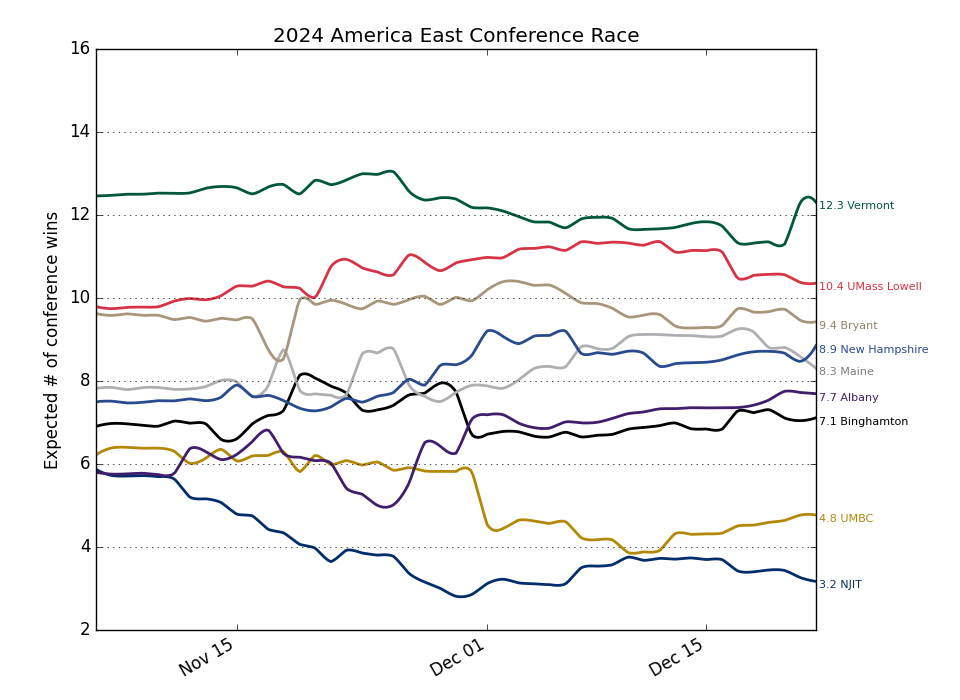 2024 America East Conference Race
Expected # of conference wins
16
14
12
10
8
6
4
2
Nov 15
Dec 01
Dec 15
12.3 Vermont
10.4 UMass Lowell
9.4 Bryant
8.9 New Hampshire
8.3 Maine
7.7 Albany
7.1 Binghamton
4.8 UMBC
3.2 NJIT